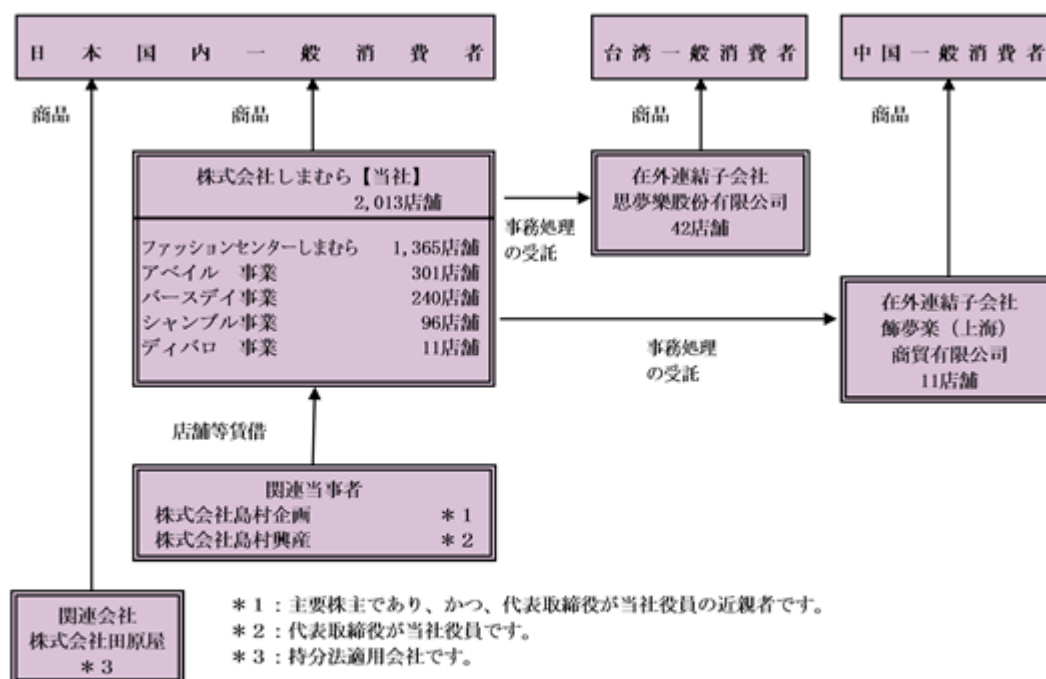 日本国内一般消費者
台湾一般消費者
中国一般消費者
商品
商品
商品
商品
株式会社しまむら【当社】
2,013店舗
ファッションセンターしまむら 1,365店舗
アベイル 事業 301店舗
バースデイ事業 240店舗
シャンブル事業 96店舗
ディバロ 事業 11店舗
事務処理
の受託
在外連結子会社
思夢樂股份有限公司
42店舗
事務処理
の受託
在外連結子会社
飾夢楽（上海）
商貿有限公司
11店舗
店舗等賃借
関連当事者
株式会社島村企画 ＊1
株式会社島村興産 ＊2
関連会社
株式会社田原屋
＊3
＊1：主要株主であり、かつ、代表取締役が当社役員の近親者です。
＊2：代表取締役が当社役員です。
＊3：持分法適用会社です。